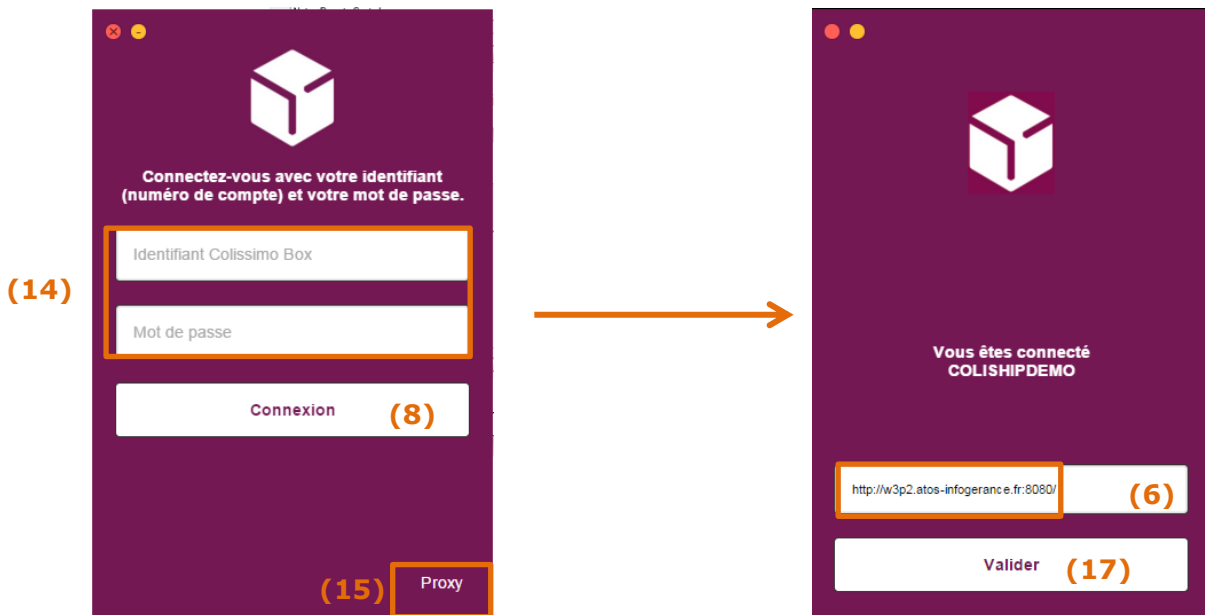 Connectez-vous avec votre identifiant
(numéro de compte) et votre mot de passe.
Identifiant Colissimo Box
(14)
Mot de passe
Connexion
(8)
(15)
Proxy
Vous êtes connecté
COLISHIPDEMO
http://w3p2.atos-infogerance.fr:8080/
(6)
Valider
(17)